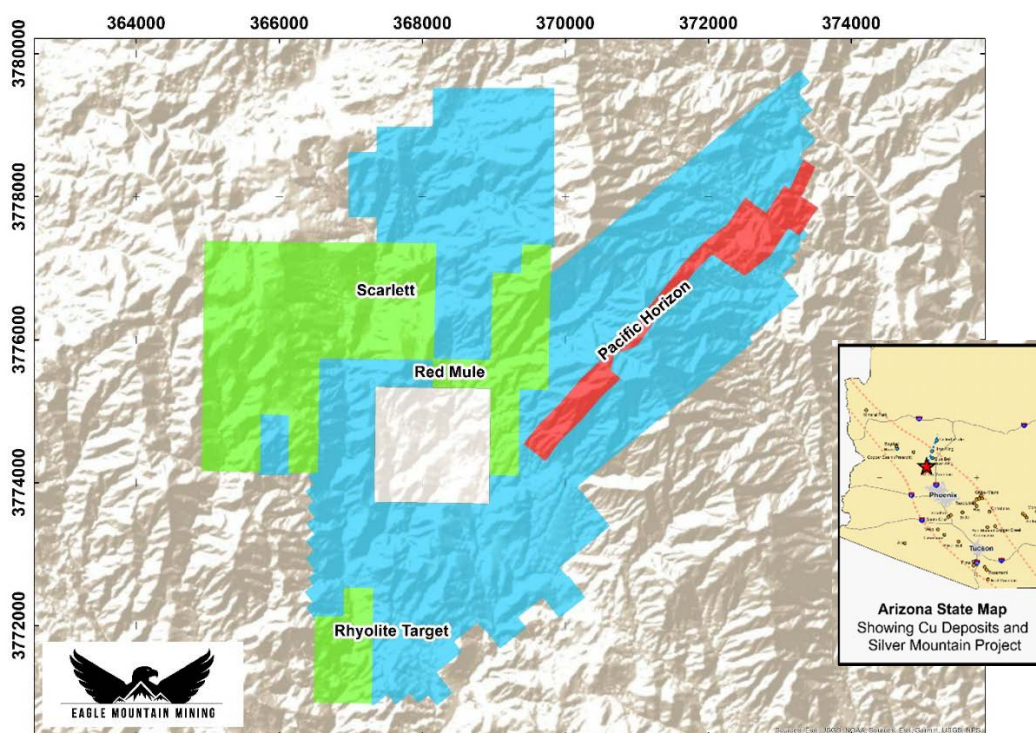 364000 366000 368000 370000 372000 374000
3780000
3778000
3776000
3774000
3772000
Scarlett
Red Mule
Pacific Horizon
Rhyolite Target
EAGLE MOUNTAIN MINING
Phoenix
Tucson
Arizona State Map
Showing Cu Deposits and
Silver Mountain Project